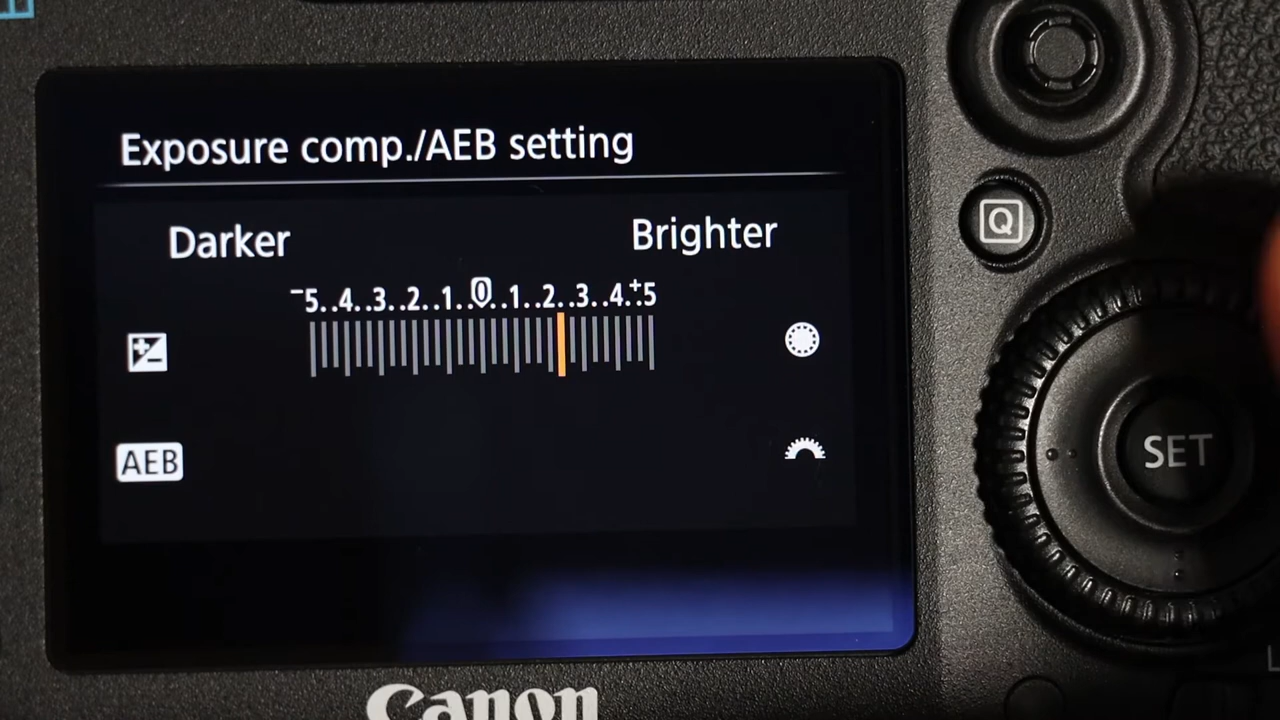 Exposure comp./AEB setting
Darker Brighter
−5..4..3..2..1..0..1..2..3..4.+5
AEB
Q
SET
Canon